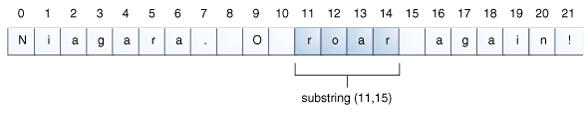 0 1 2 3 4 5 6 7 8 9 10 11 12 13 14 15 16 17 18 19 20 21
N i a g a r a . O r o a r a g a i n !
substring (11,15)